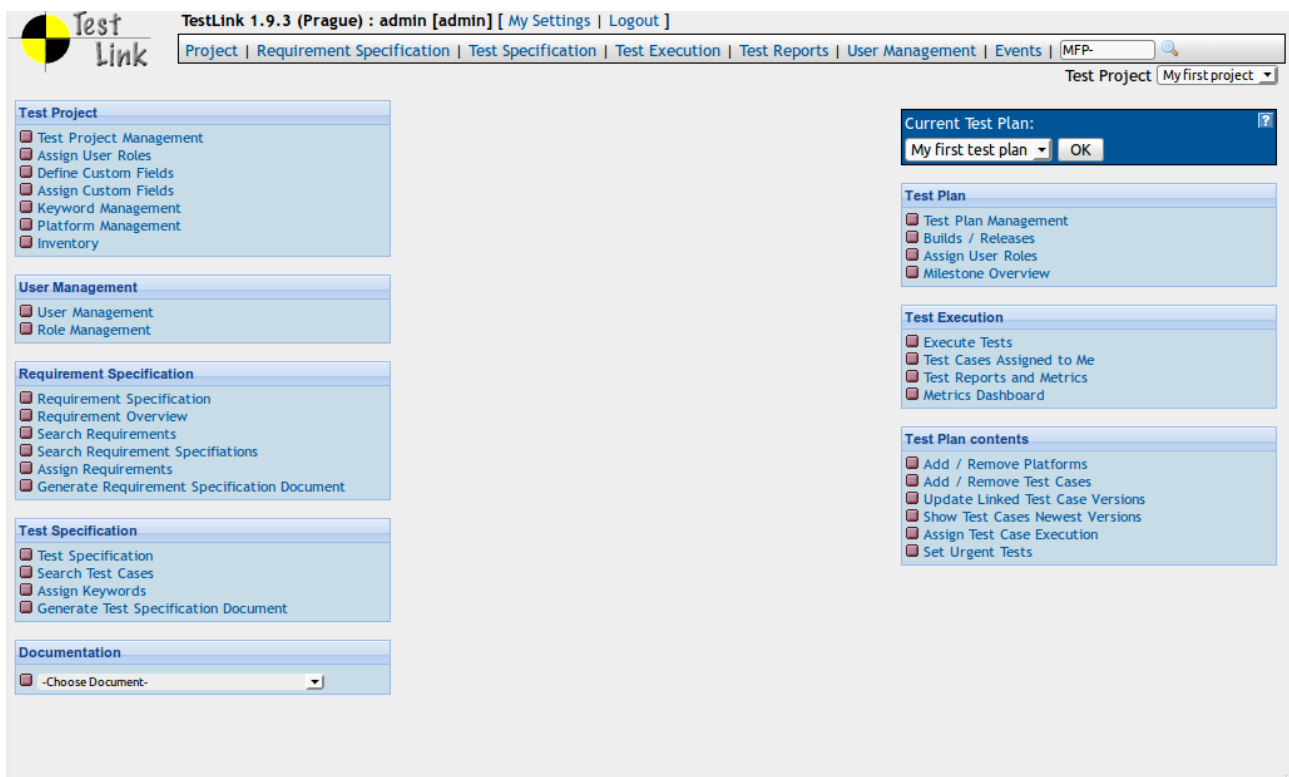 Test
Link
TestLink 1.9.3 (Prague) : admin [admin] [ My Settings | Logout ]
Project | Requirement Specification | Test Specification | Test Execution | Test Reports | User Management | Events | MFP-
Test Project My first project
Test Project
Test Project Management
Assign User Roles
Define Custom Fields
Assign Custom Fields
Keyword Management
Platform Management
Inventory
User Management
User Management
Role Management
Requirement Specification
Requirement Specification
Requirement Overview
Search Requirements
Search Requirement Specifiations
Assign Requirements
Generate Requirement Specification Document
Test Specification
Test Specification
Search Test Cases
Assign Keywords
Generate Test Specification Document
Documentation
-Choose Document-
Current Test Plan: ?
My first test plan OK
Test Plan
Test Plan Management
Builds / Releases
Assign User Roles
Milestone Overview
Test Execution
Execute Tests
Test Cases Assigned to Me
Test Reports and Metrics
Metrics Dashboard
Test Plan contents
Add / Remove Platforms
Add / Remove Test Cases
Update Linked Test Case Versions
Show Test Cases Newest Versions
Assign Test Case Execution
Set Urgent Tests